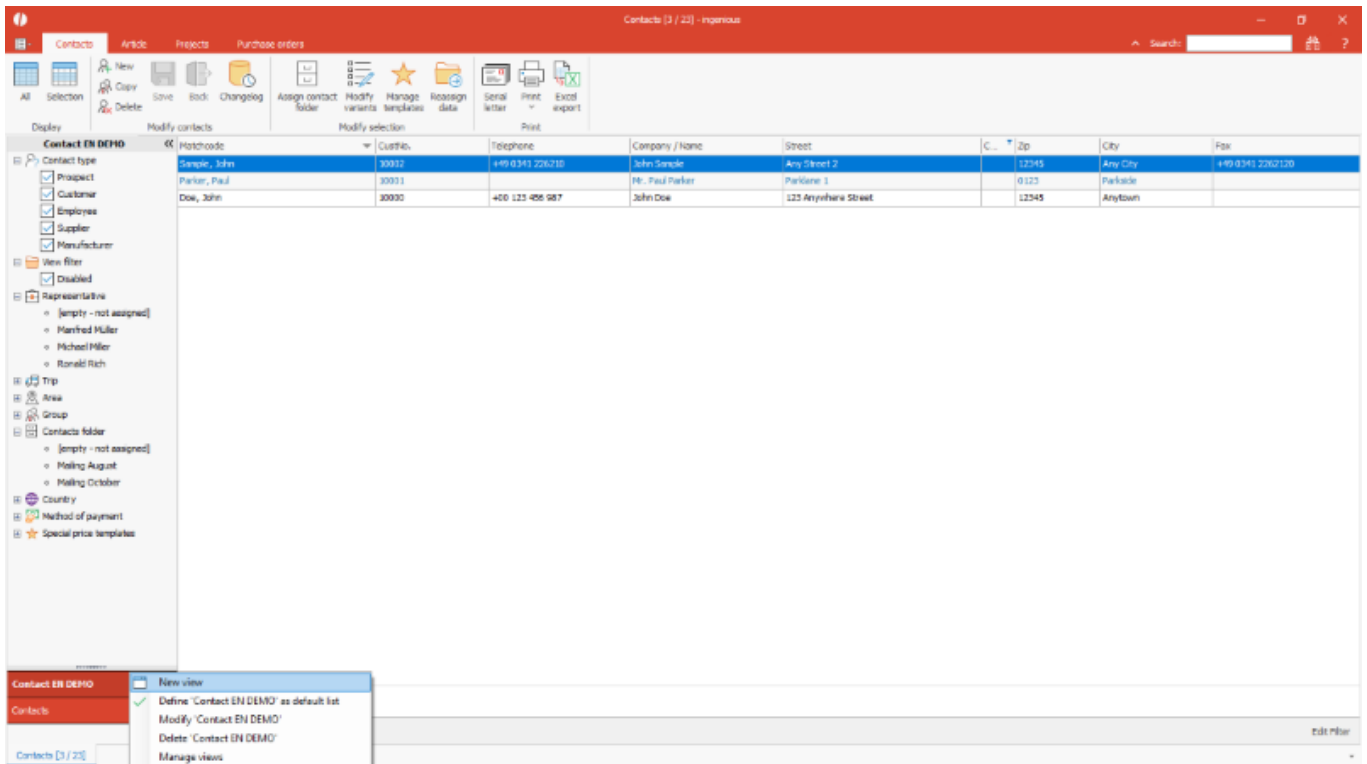 Contacts [3 / 23] - ingenious
Contacts Article Projects Purchase orders Search: ?
All Selection New Copy Delete Save Back Changelog Assign contact folder Modify variants Manage templates Reassign data Serial letter Print Excel export
Display Modify contacts Modify selection Print
Contact EN DEMO Matchcode CustNo. Telephone Company / Name Street C... Zip City Fax
Contact type
Sample, John 10002 +49 0341 226210 John Sample Any Street 2 12345 Any City +49 0341 2262120
Prospect
Parker, Paul 10001 Mr. Paul Parker Parklane 1 0123 Parkside
Customer
Doe, John 10000 +00 123 456 987 John Doe 123 Anywhere Street 12345 Anytown
Employee
Supplier
Manufacturer
View filter
Disabled
Representative
[empty - not assigned]
Manfred Müller
Michael Miller
Ronald Rich
Trip
Area
Group
Contacts folder
[empty - not assigned]
Mailing August
Mailing October
Country
Method of payment
Special price templates
Contact EN DEMO
Contacts
New view
Define 'Contact EN DEMO' as default list
Modify 'Contact EN DEMO'
Delete 'Contact EN DEMO'
Manage views
Edit Filter
Contacts [3 / 23]